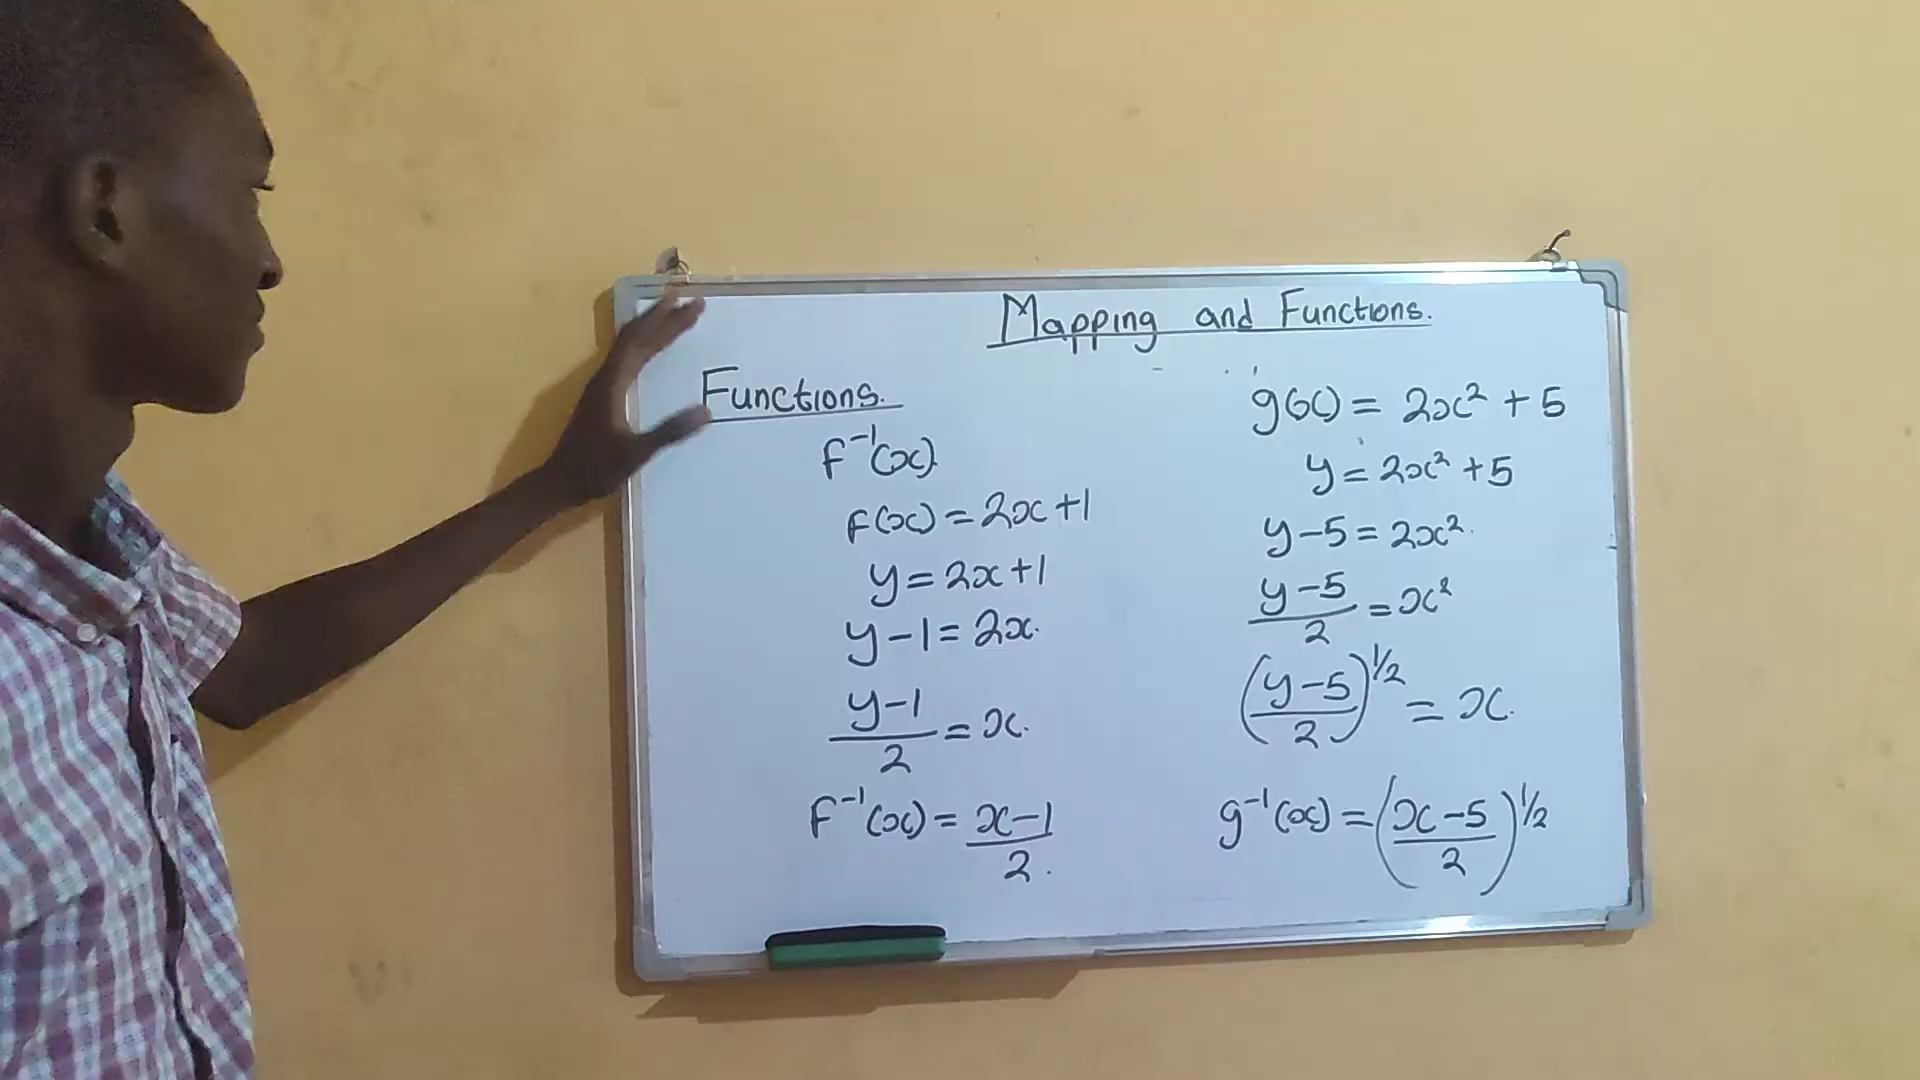 Mapping and Functions.
Functions.
f⁻¹(x)
f(x) = 2x+1
y = 2x+1
y-1 = 2x.
(y-1)/2 = x.
f⁻¹(x) = (x-1)/2.
g(x) = 2x² + 5
y = 2x² + 5
y-5 = 2x².
(y-5)/2 = x²
((y-5)/2)^1/2 = x.
g⁻¹(x) = ((x-5)/2)^1/2